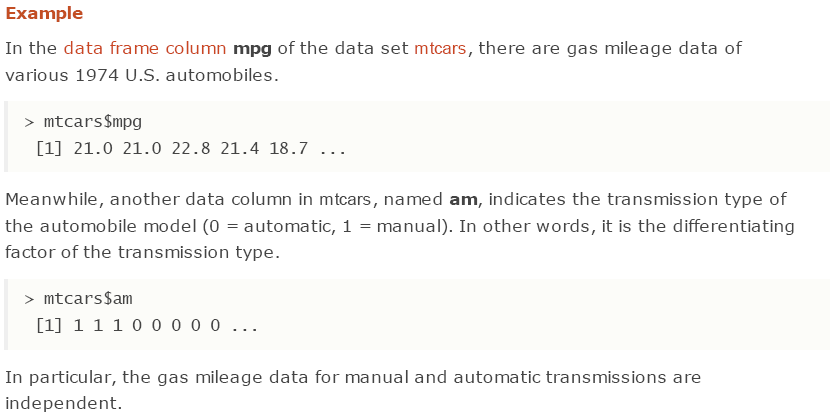 Example
In the data frame column mpg of the data set mtcars, there are gas mileage data of
various 1974 U.S. automobiles.
> mtcars$mpg
[1] 21.0 21.0 22.8 21.4 18.7 ...
Meanwhile, another data column in mtcars, named am, indicates the transmission type of
the automobile model (0 = automatic, 1 = manual). In other words, it is the differentiating
factor of the transmission type.
> mtcars$am
[1] 1 1 1 0 0 0 0 0 ...
In particular, the gas mileage data for manual and automatic transmissions are
independent.